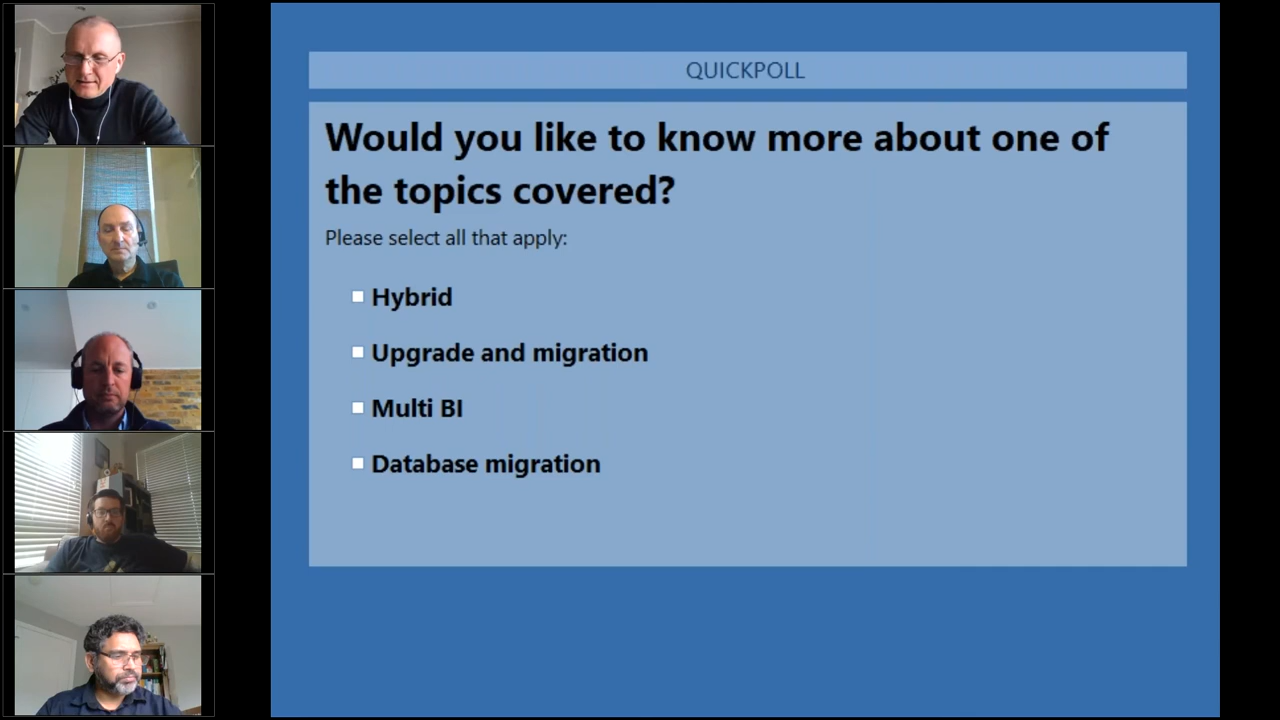 QUICKPOLL
Would you like to know more about one of
the topics covered?
Please select all that apply:
Hybrid
Upgrade and migration
Multi BI
Database migration